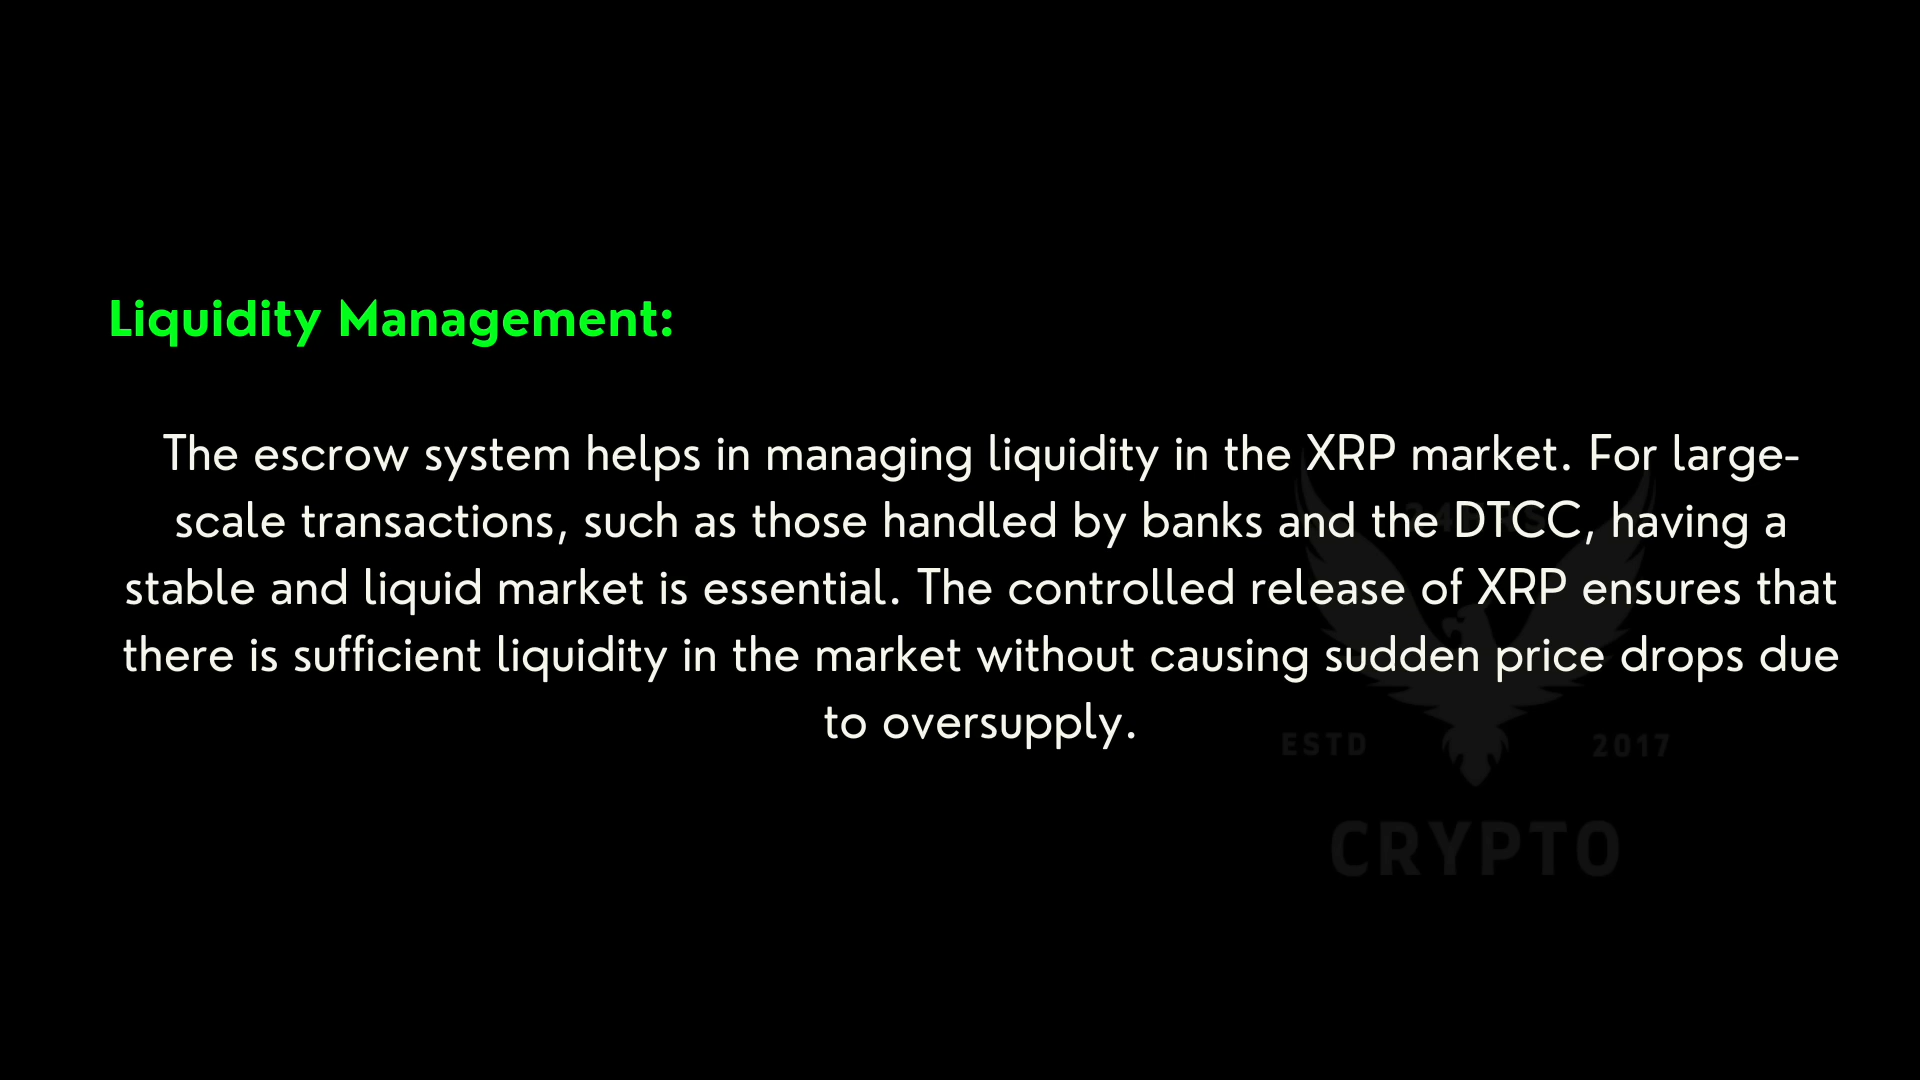 Liquidity Management:
The escrow system helps in managing liquidity in the XRP market. For large-
scale transactions, such as those handled by banks and the DTCC, having a
stable and liquid market is essential. The controlled release of XRP ensures that
there is sufficient liquidity in the market without causing sudden price drops due
to oversupply.
ESTD 2017
CRYPTO